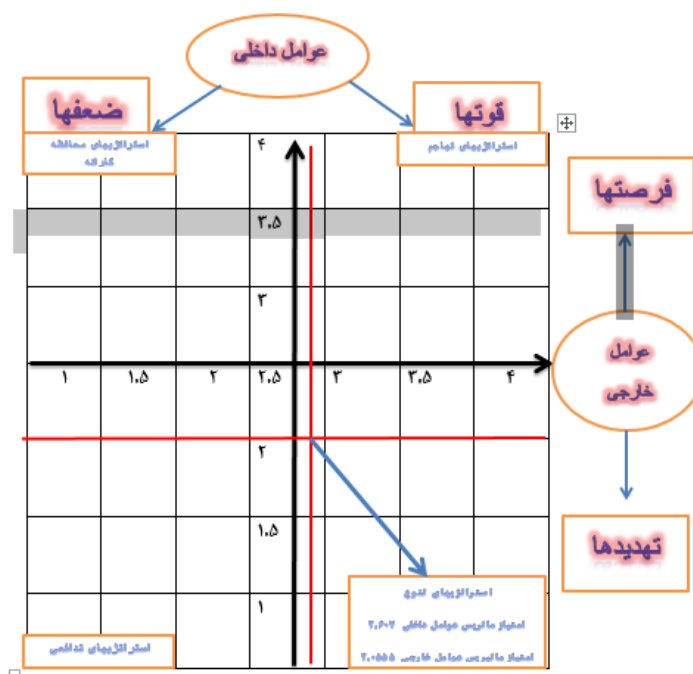 عوامل داخلی
ضعفها
قوتها
استراتژیهای محافظه
کارانه
استراتژیهای تهاجم
فرصتها
۴
۳.۵
۳
۱ ۱.۵ ۲ ۲.۵ ۳ ۳.۵ ۴
عوامل
خارجی
۲
۱.۵
۱
تهدیدها
استراتژیهای تنوع
امتیاز ماتریس عوامل داخلی ۲.۶۰۲
امتیاز ماتریس عوامل خارجی ۲.۰۵۵۵
استراتژیهای تدافعی